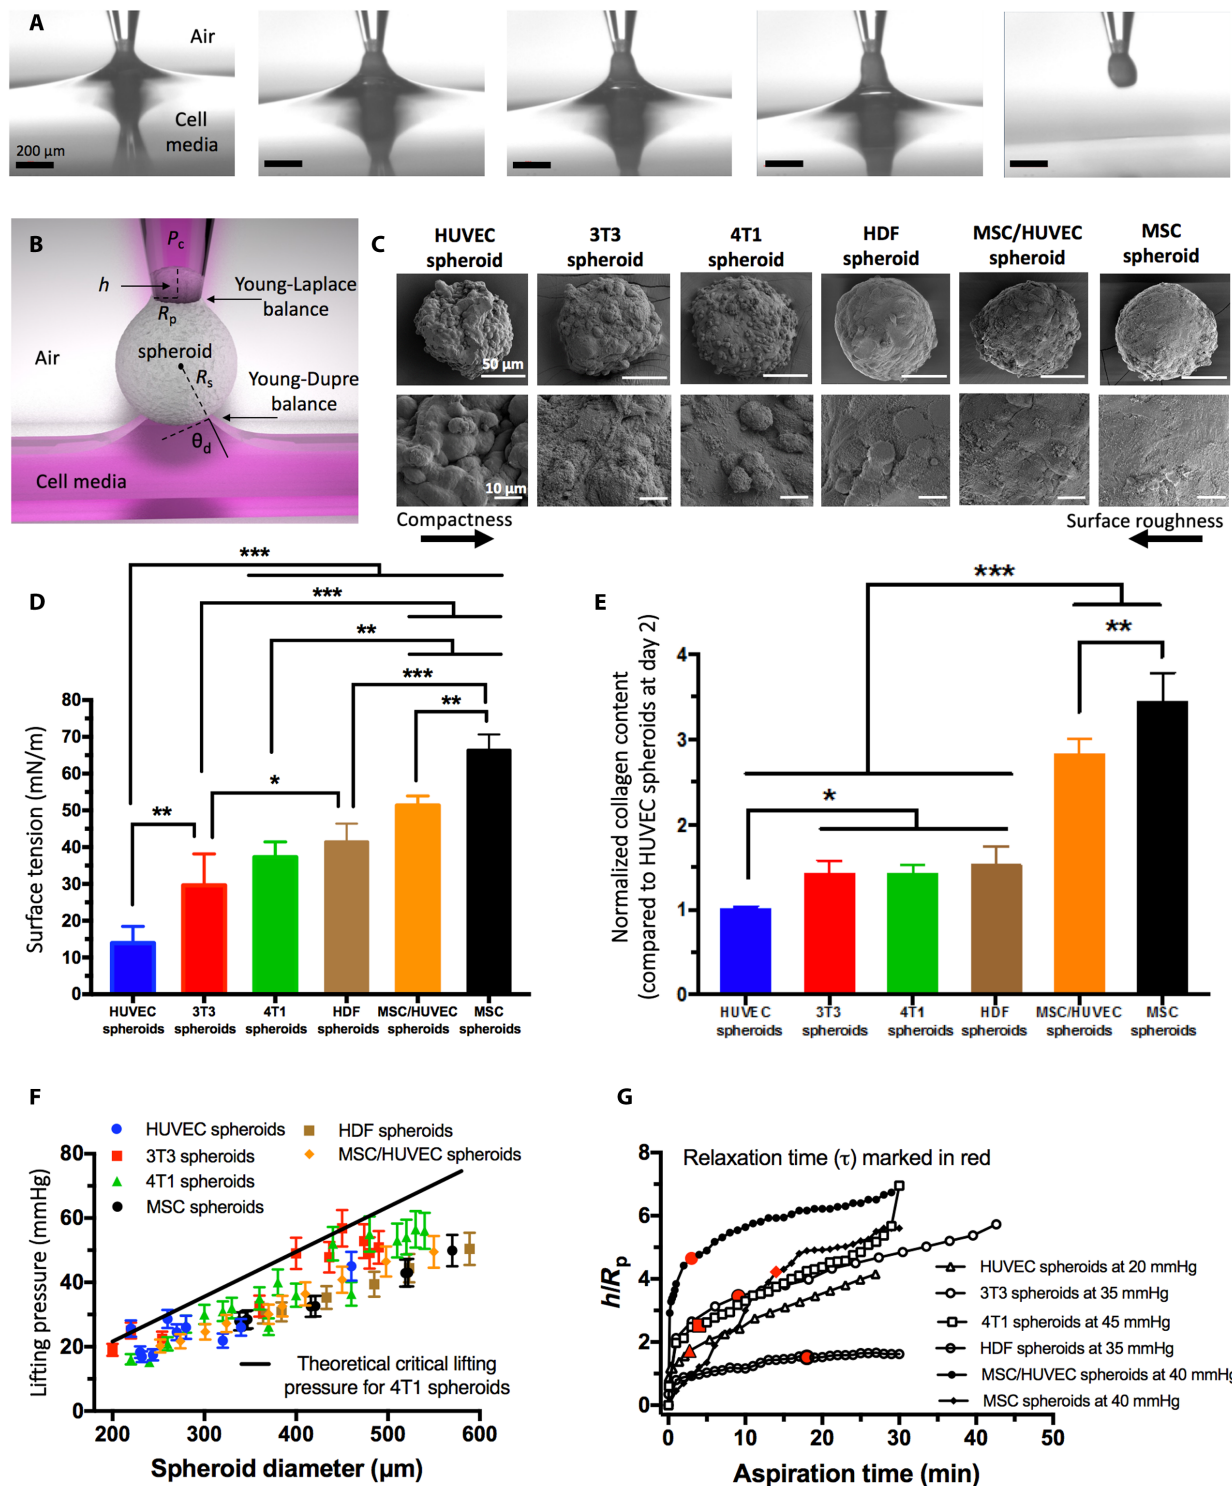 A
Air
Cell
media
200 μm
B
Pc
h
Rp
Young-Laplace
balance
spheroid
Air
Rs
Young-Dupre
balance
θd
Cell media
C
HUVEC
spheroid
3T3
spheroid
4T1
spheroid
HDF
spheroid
MSC/HUVEC
spheroid
MSC
spheroid
50 μm
10 μm
Compactness
Surface roughness
D
***
***
**
***
**
*
**
Surface tension (mN/m)
80
70
60
50
40
30
20
10
0
HUVEC
spheroids
3T3
spheroids
4T1
spheroids
HDF
spheroids
MSC/HUVEC
spheroids
MSC
spheroids
E
***
**
*
Normalized collagen content
(compared to HUVEC spheroids at day 2)
4
3
2
1
0
HUVEC
spheroids
3T3
spheroids
4T1
spheroids
HDF
spheroids
MSC/HUVEC
spheroids
MSC
spheroids
F
HUVEC spheroids
3T3 spheroids
4T1 spheroids
MSC spheroids
HDF spheroids
MSC/HUVEC spheroids
Lifting pressure (mmHg)
80
60
40
20
0
Theoretical critical lifting
pressure for 4T1 spheroids
200 300 400 500 600
Spheroid diameter (μm)
G
Relaxation time (τ) marked in red
h/Rp
8
6
4
2
0
HUVEC spheroids at 20 mmHg
3T3 spheroids at 35 mmHg
4T1 spheroids at 45 mmHg
HDF spheroids at 35 mmHg
MSC/HUVEC spheroids at 40 mmHg
MSC spheroids at 40 mmHg
0 10 20 30 40 50
Aspiration time (min)